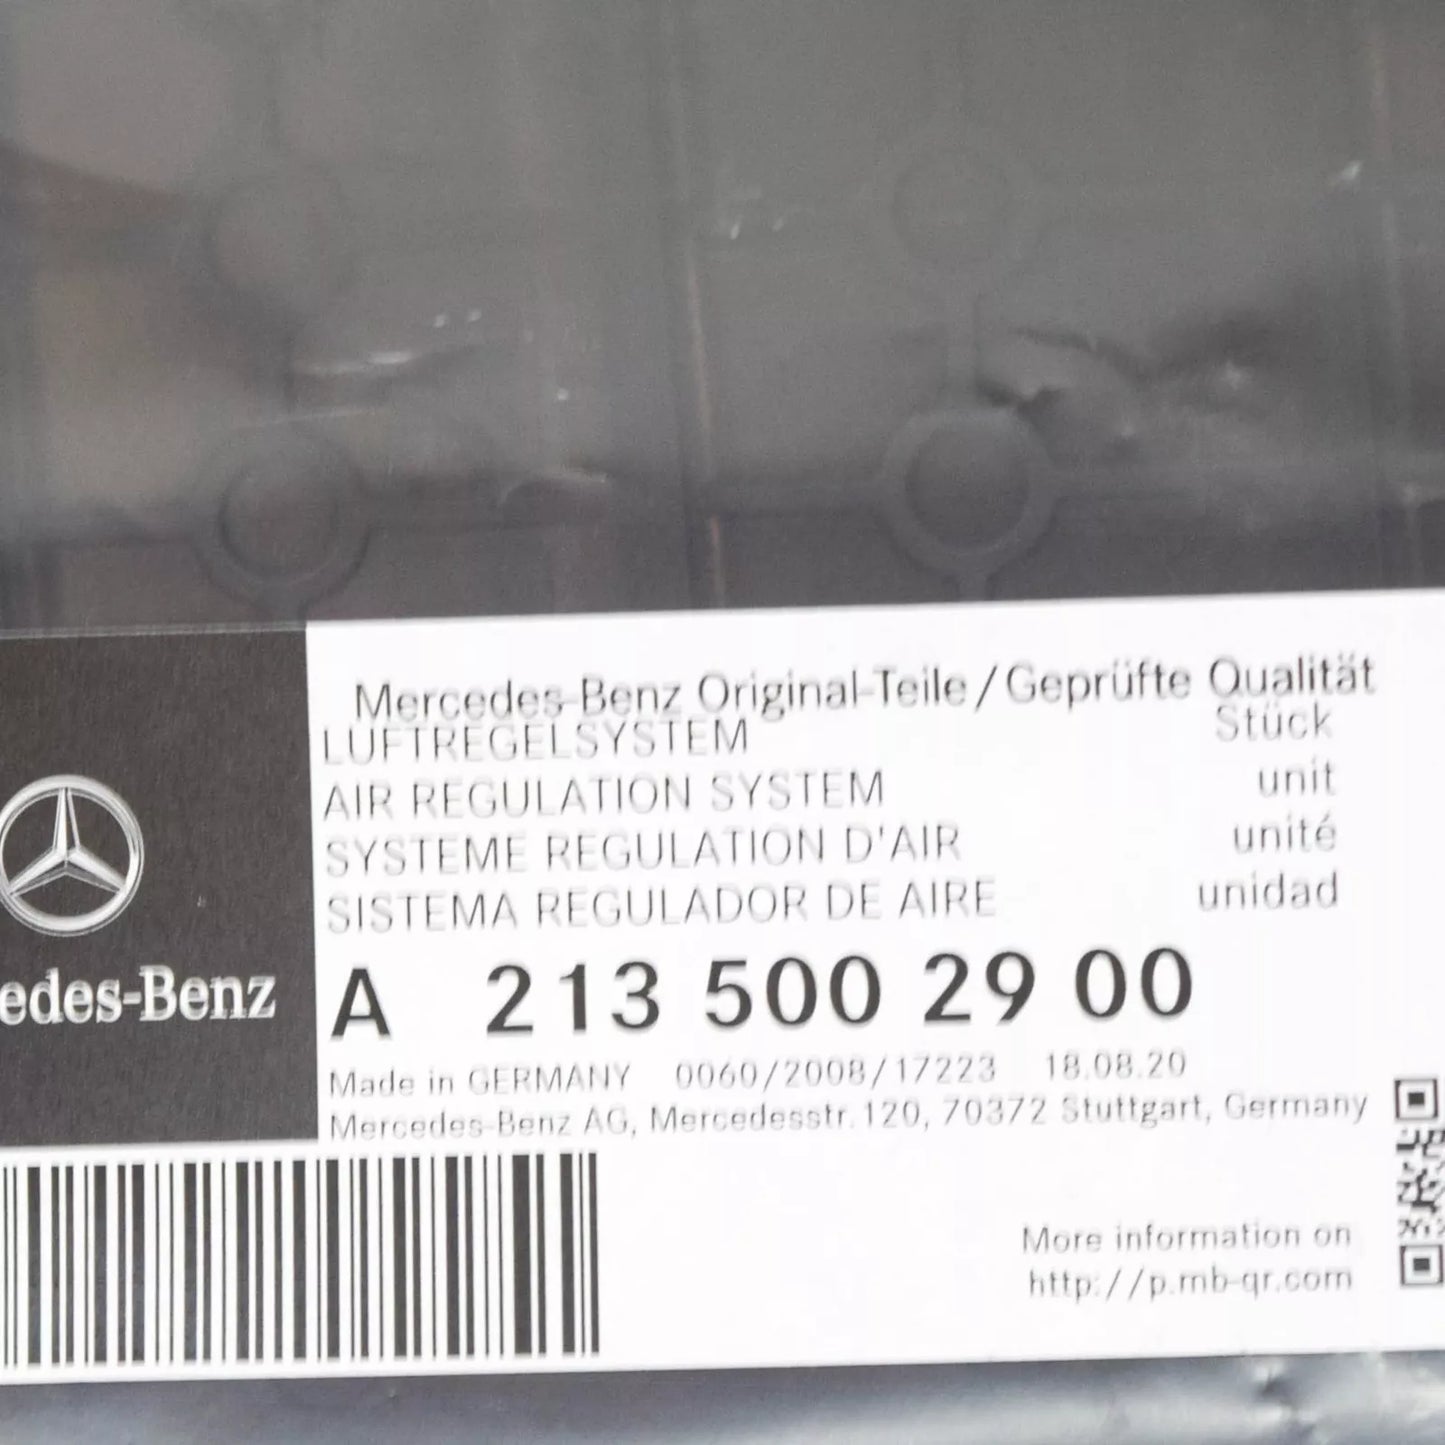 Mercedes-Benz Original-Teile / Geprüfte Qualität
LUFTREGELSYSTEM Stück
AIR REGULATION SYSTEM unit
SYSTEME REGULATION D'AIR unité
SISTEMA REGULADOR DE AIRE unidad
edes-Benz
A 213 500 29 00
Made in GERMANY 0060/2008/17223 18.08.20
Mercedes-Benz AG, Mercedesstr. 120, 70372 Stuttgart, Germany
More information on
http://p.mb-qr.com